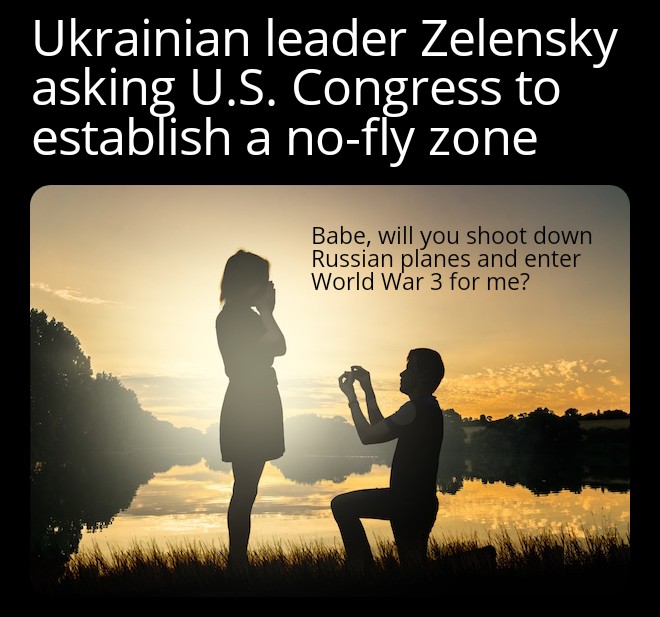 Ukrainian leader Zelensky
asking U.S. Congress to
establish a no-fly zone
Babe, will you shoot down
Russian planes and enter
World War 3 for me?